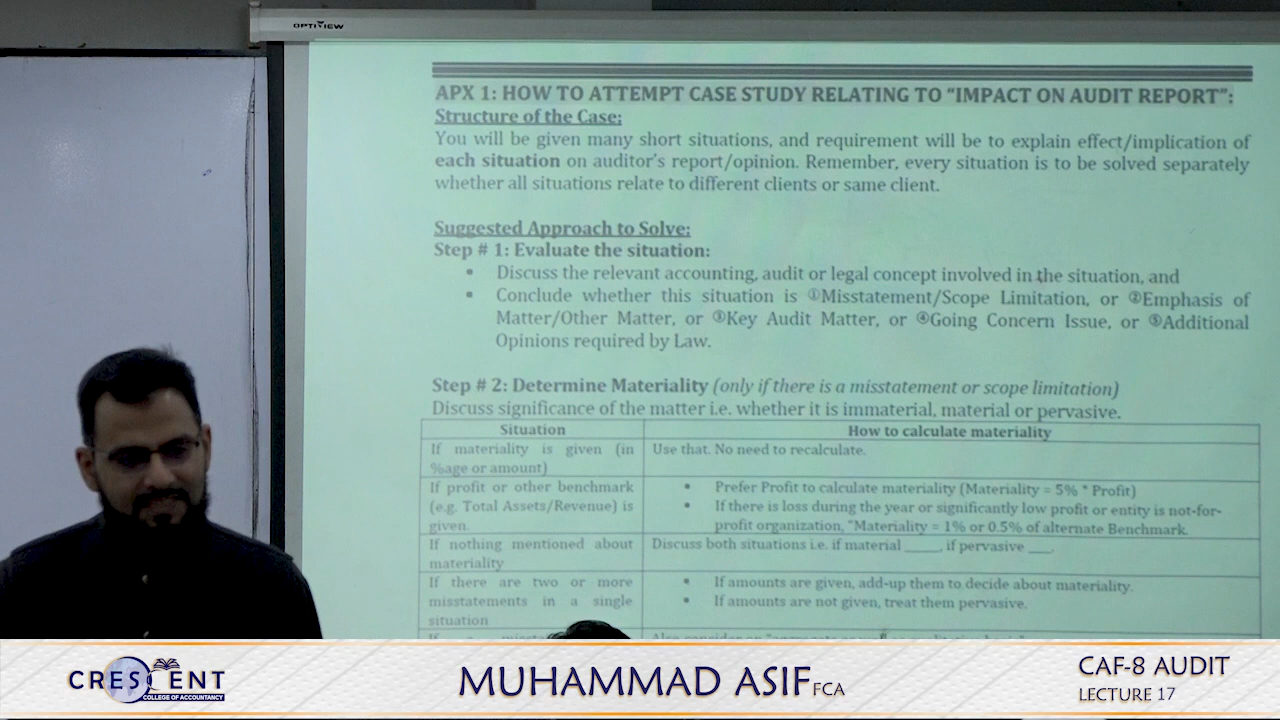 OPTIVIEW
APX 1: HOW TO ATTEMPT CASE STUDY RELATING TO “IMPACT ON AUDIT REPORT”:
Structure of the Case:
You will be given many short situations, and requirement will be to explain effect/implication of
each situation on auditor’s report/opinion. Remember, every situation is to be solved separately
whether all situations relate to different clients or same client.
Suggested Approach to Solve:
Step # 1: Evaluate the situation:
▪ Discuss the relevant accounting, audit or legal concept involved in the situation, and
▪ Conclude whether this situation is ①Misstatement/Scope Limitation, or ②Emphasis of
Matter/Other Matter, or ③Key Audit Matter, or ④Going Concern Issue, or ⑤Additional
Opinions required by Law.
Step # 2: Determine Materiality (only if there is a misstatement or scope limitation)
Discuss significance of the matter i.e. whether it is immaterial, material or pervasive.
Situation How to calculate materiality
If materiality is given (in Use that. No need to recalculate.
%age or amount)
If profit or other benchmark • Prefer Profit to calculate materiality (Materiality = 5% * Profit)
(e.g. Total Assets/Revenue) is • If there is loss during the year or significantly low profit or entity is not-for-
given. profit organization, “Materiality = 1% or 0.5% of alternate Benchmark.
If nothing mentioned about Discuss both situations i.e. if material _____, if pervasive ___.
materiality
If there are two or more • If amounts are given, add-up them to decide about materiality.
misstatements in a single • If amounts are not given, treat them pervasive.
situation
CRESCENT
COLLEGE OF ACCOUNTANCY
MUHAMMAD ASIF FCA
CAF-8 AUDIT
LECTURE 17